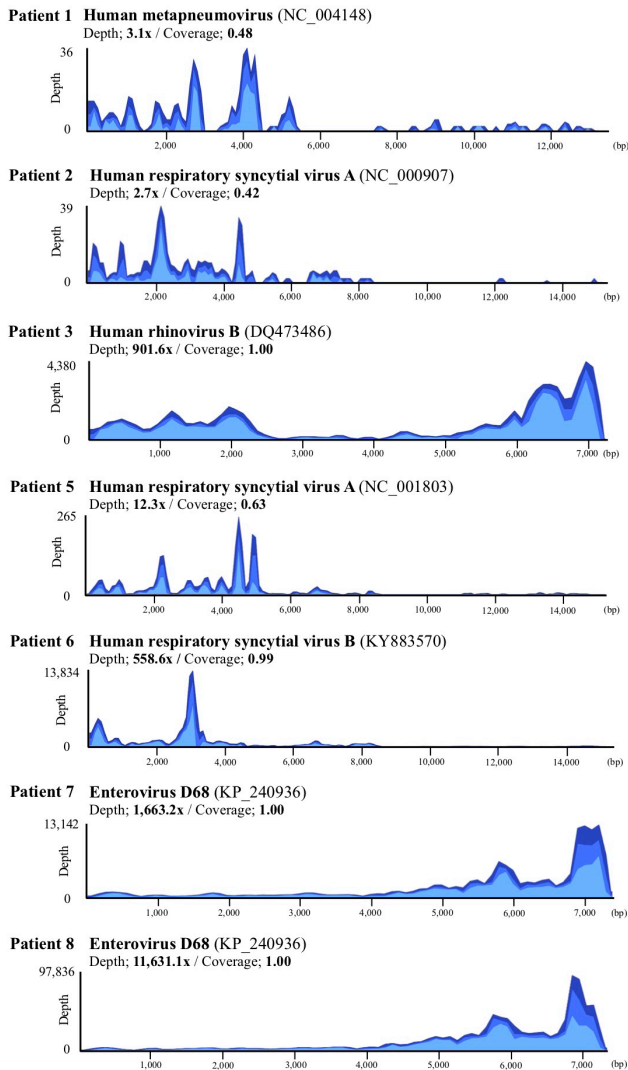 Patient 1 Human metapneumovirus (NC_004148)
Depth; 3.1x / Coverage; 0.48
36
Depth
0
2,000 4,000 6,000 8,000 10,000 12,000 (bp)
Patient 2 Human respiratory syncytial virus A (NC_000907)
Depth; 2.7x / Coverage; 0.42
39
Depth
0
2,000 4,000 6,000 8,000 10,000 12,000 14,000 (bp)
Patient 3 Human rhinovirus B (DQ473486)
Depth; 901.6x / Coverage; 1.00
4,380
Depth
0
1,000 2,000 3,000 4,000 5,000 6,000 7,000 (bp)
Patient 5 Human respiratory syncytial virus A (NC_001803)
Depth; 12.3x / Coverage; 0.63
265
Depth
0
2,000 4,000 6,000 8,000 10,000 12,000 14,000 (bp)
Patient 6 Human respiratory syncytial virus B (KY883570)
Depth; 558.6x / Coverage; 0.99
13,834
Depth
0
2,000 4,000 6,000 8,000 10,000 12,000 14,000 (bp)
Patient 7 Enterovirus D68 (KP_240936)
Depth; 1,663.2x / Coverage; 1.00
13,142
Depth
0
1,000 2,000 3,000 4,000 5,000 6,000 7,000 (bp)
Patient 8 Enterovirus D68 (KP_240936)
Depth; 11,631.1x / Coverage; 1.00
97,836
Depth
0
1,000 2,000 3,000 4,000 5,000 6,000 7,000 (bp)